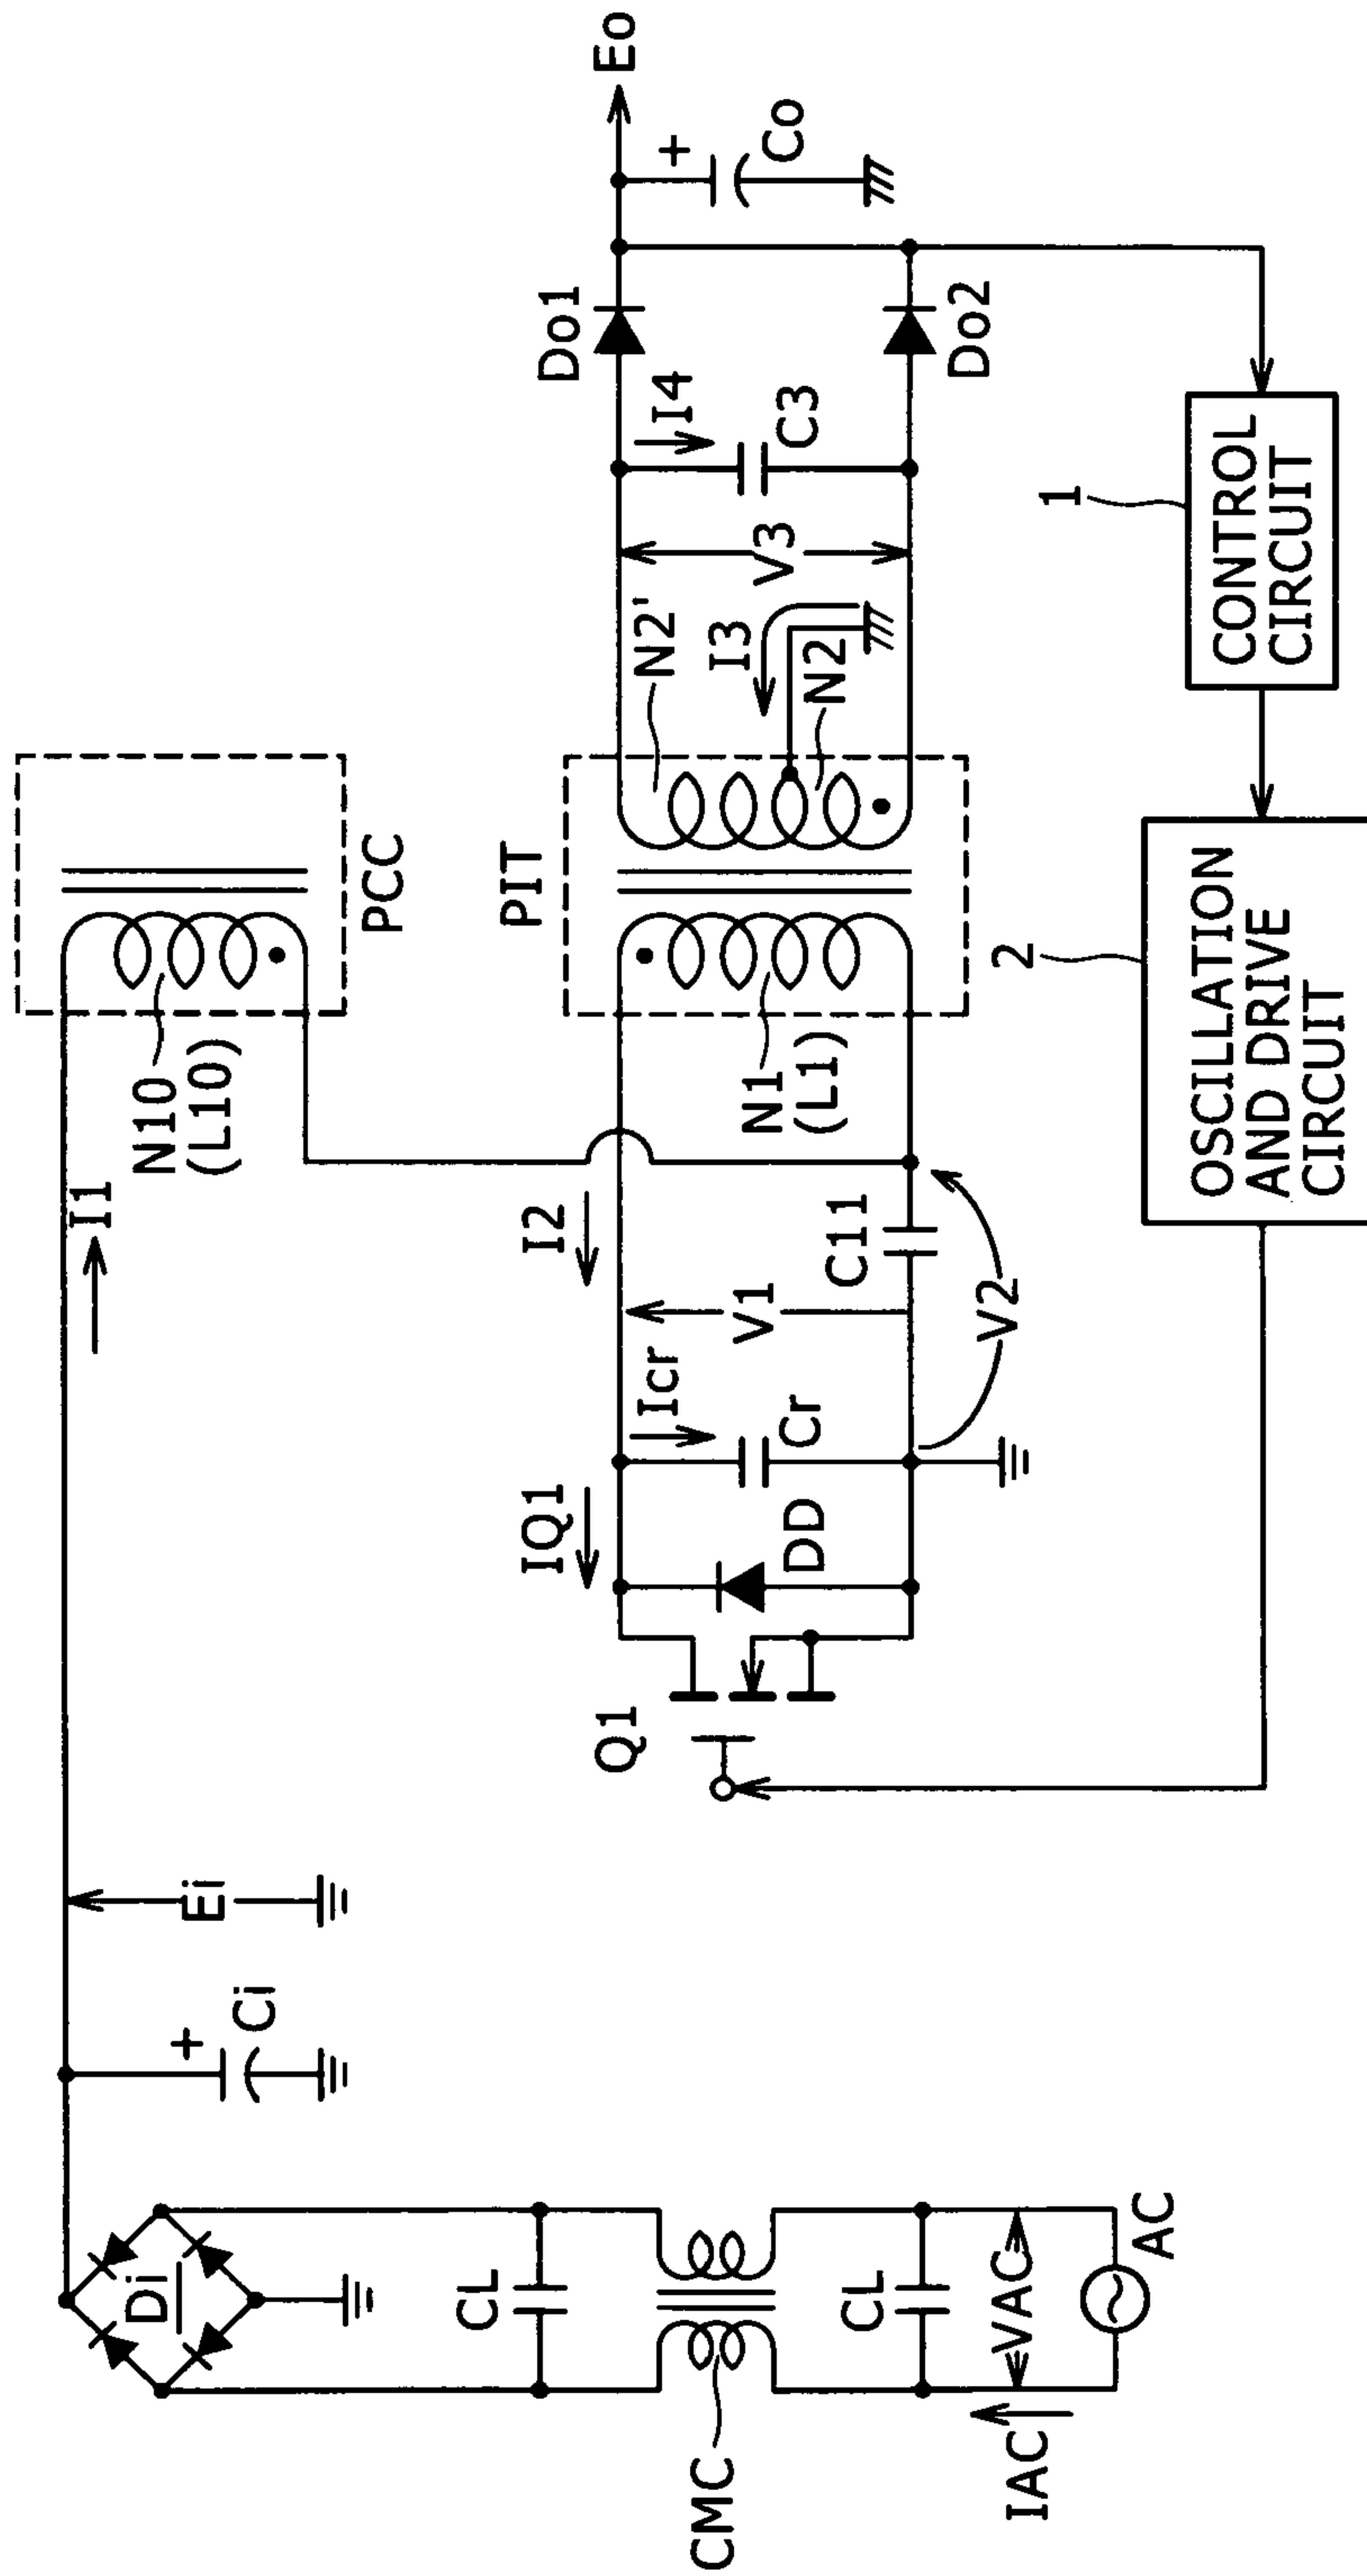 I1
N10
(L10)
PCC
Ei
+
Ci
Di
CL
CMC
CL
VAC
IAC
AC
Q1
IQ1
DD
Icr
Cr
I2
V1
C11
V2
PIT
N1
(L1)
N2'
I3
N2
V3
I4
C3
Do1
Do2
+
Co
Eo
1
CONTROL
CIRCUIT
2
OSCILLATION
AND DRIVE
CIRCUIT